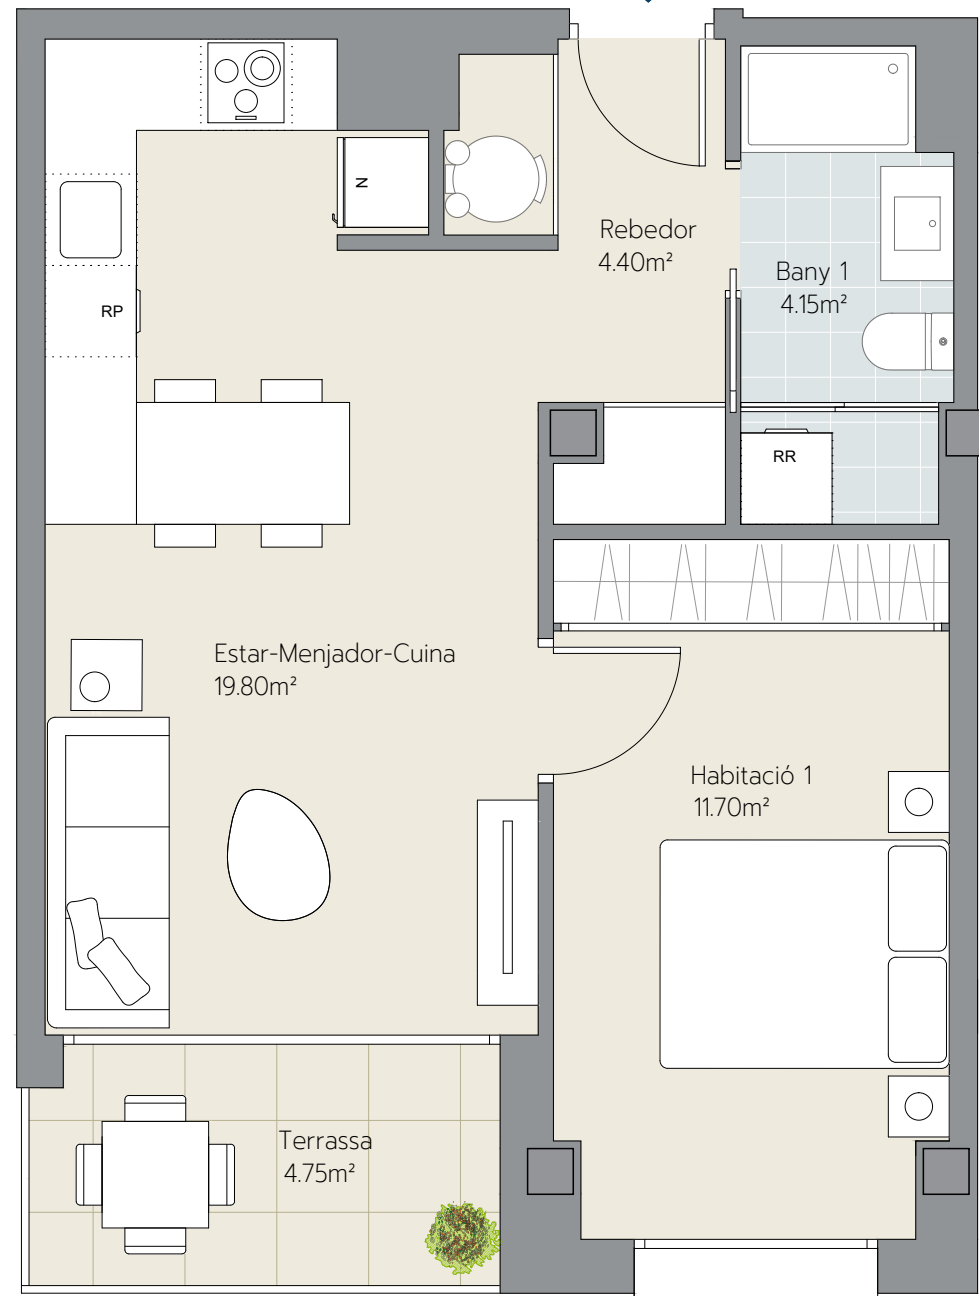 N
Rebedor
4.40m²
Bany 1
4.15m²
RP
RR
Estar-Menjador-Cuina
19.80m²
Habitació 1
11.70m²
Terrassa
4.75m²